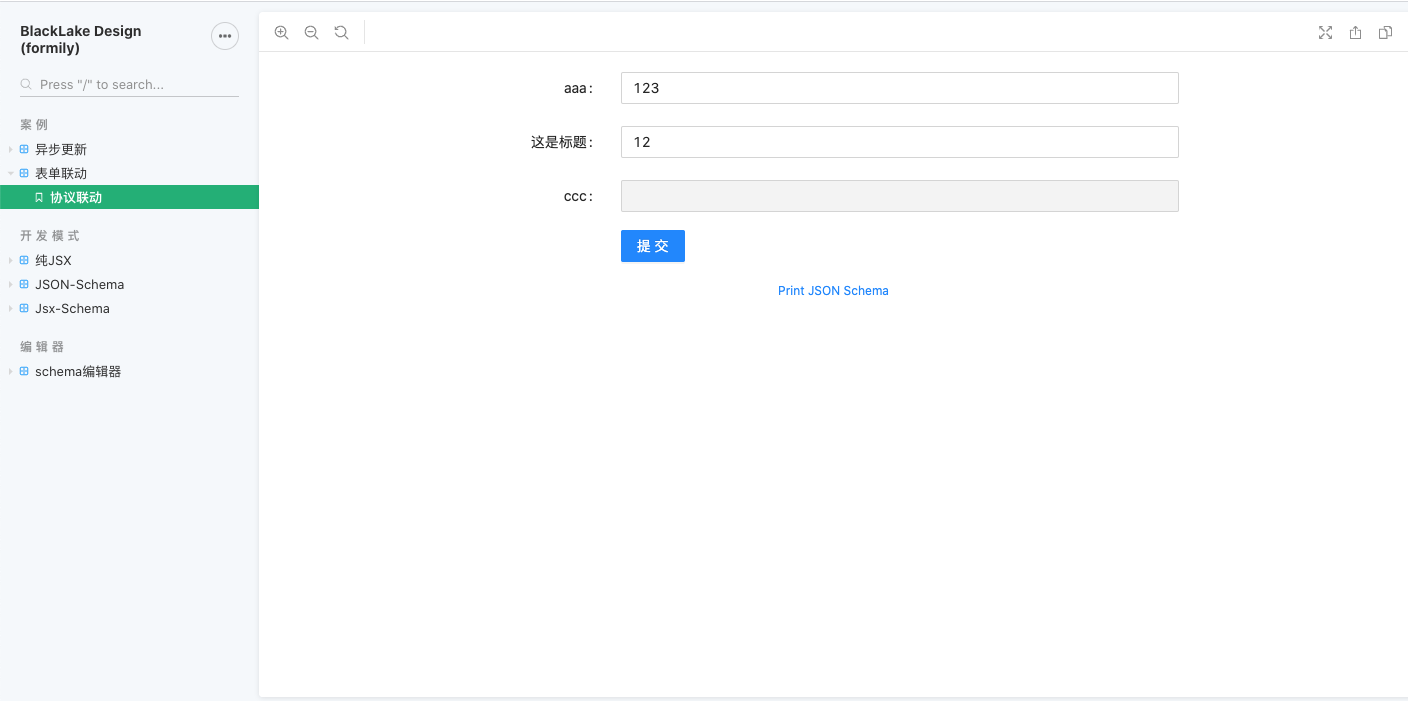 BlackLake Design
(formily)
Press "/" to search...
案例
异步更新
表单联动
协议联动
开发模式
纯JSX
JSON-Schema
Jsx-Schema
编辑器
schema编辑器
aaa: 123
这是标题: 12
ccc:
提 交
Print JSON Schema